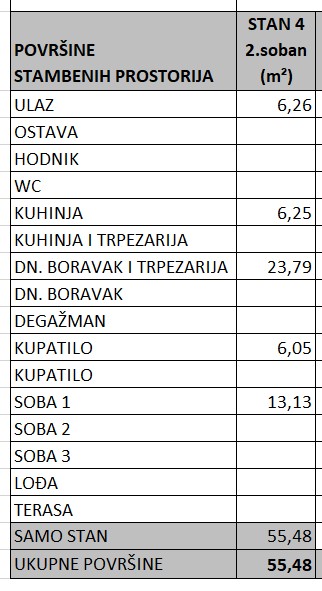 POVRŠINE
STAMBENIH PROSTORIJA
STAN 4
2.soban
(m²)
ULAZ 6,26
OSTAVA
HODNIK
WC
KUHINJA 6,25
KUHINJA I TRPEZARIJA
DN. BORAVAK I TRPEZARIJA 23,79
DN. BORAVAK
DEGAŽMAN
KUPATILO 6,05
KUPATILO
SOBA 1 13,13
SOBA 2
SOBA 3
LOĐA
TERASA
SAMO STAN 55,48
UKUPNE POVRŠINE 55,48